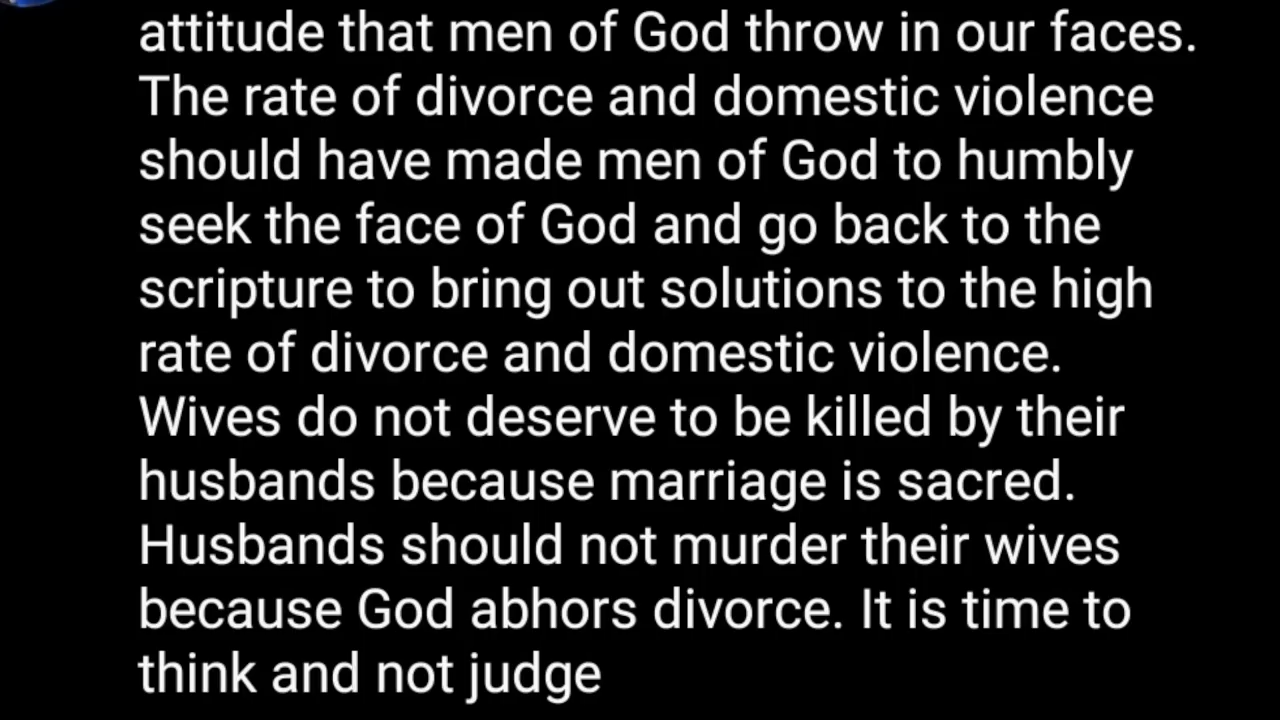 attitude that men of God throw in our faces.
The rate of divorce and domestic violence
should have made men of God to humbly
seek the face of God and go back to the
scripture to bring out solutions to the high
rate of divorce and domestic violence.
Wives do not deserve to be killed by their
husbands because marriage is sacred.
Husbands should not murder their wives
because God abhors divorce. It is time to
think and not judge